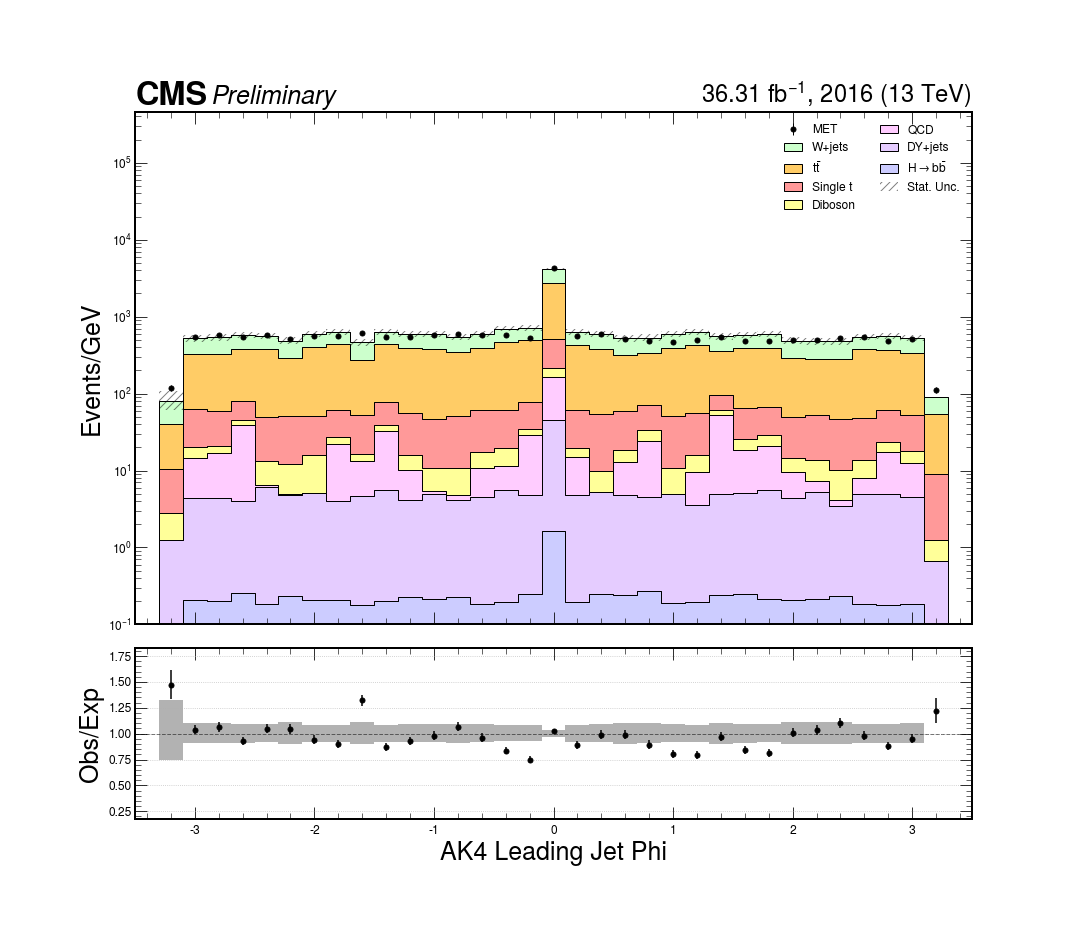 CMS Preliminary
36.31 fb⁻¹, 2016 (13 TeV)
MET
W+jets
tt̄
Single t
Diboson
QCD
DY+jets
H→bb̄
Stat. Unc.
Events/GeV
10⁵
10⁴
10³
10²
10¹
10⁰
10⁻¹
Obs/Exp
1.75
1.50
1.25
1.00
0.75
0.50
0.25
-3 -2 -1 0 1 2 3
AK4 Leading Jet Phi